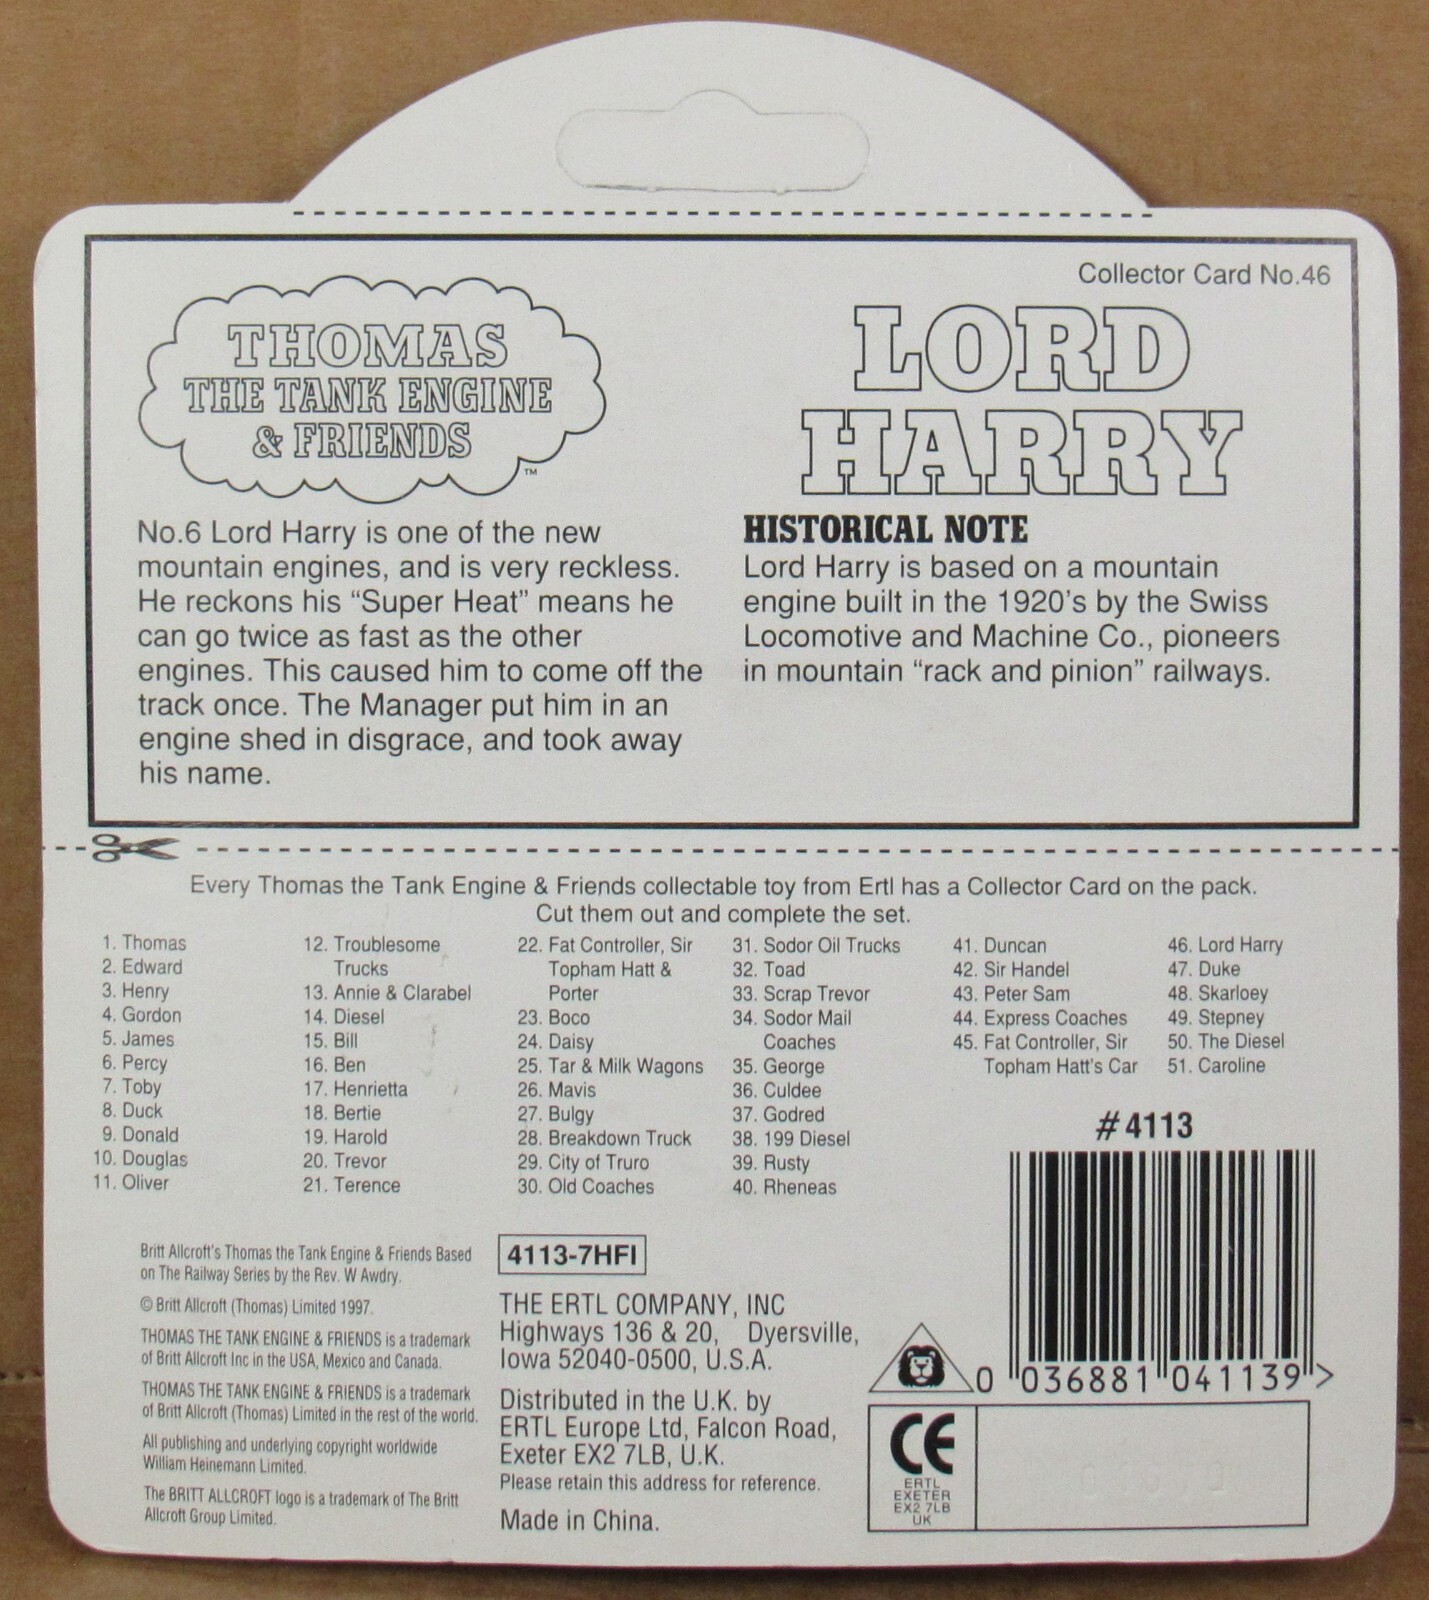 Collector Card No.46
THOMAS
THE TANK ENGINE
& FRIENDS
™
LORD
HARRY
No.6 Lord Harry is one of the new
mountain engines, and is very reckless.
He reckons his “Super Heat” means he
can go twice as fast as the other
engines. This caused him to come off the
track once. The Manager put him in an
engine shed in disgrace, and took away
his name.
HISTORICAL NOTE
Lord Harry is based on a mountain
engine built in the 1920’s by the Swiss
Locomotive and Machine Co., pioneers
in mountain “rack and pinion” railways.
Every Thomas the Tank Engine & Friends collectable toy from Ertl has a Collector Card on the pack.
Cut them out and complete the set.
1. Thomas
2. Edward
3. Henry
4. Gordon
5. James
6. Percy
7. Toby
8. Duck
9. Donald
10. Douglas
11. Oliver
12. Troublesome
Trucks
13. Annie & Clarabel
14. Diesel
15. Bill
16. Ben
17. Henrietta
18. Bertie
19. Harold
20. Trevor
21. Terence
22. Fat Controller, Sir
Topham Hatt &
Porter
23. Boco
24. Daisy
25. Tar & Milk Wagons
26. Mavis
27. Bulgy
28. Breakdown Truck
29. City of Truro
30. Old Coaches
31. Sodor Oil Trucks
32. Toad
33. Scrap Trevor
34. Sodor Mail
Coaches
35. George
36. Culdee
37. Godred
38. 199 Diesel
39. Rusty
40. Rheneas
41. Duncan
42. Sir Handel
43. Peter Sam
44. Express Coaches
45. Fat Controller, Sir
Topham Hatt's Car
46. Lord Harry
47. Duke
48. Skarloey
49. Stepney
50. The Diesel
51. Caroline
#4113
0 036881 041139 >
Britt Allcroft's Thomas the Tank Engine & Friends Based
on The Railway Series by the Rev. W Awdry.
© Britt Allcroft (Thomas) Limited 1997.
THOMAS THE TANK ENGINE & FRIENDS is a trademark
of Britt Allcroft Inc in the USA, Mexico and Canada.
THOMAS THE TANK ENGINE & FRIENDS is a trademark
of Britt Allcroft (Thomas) Limited in the rest of the world.
All publishing and underlying copyright worldwide
William Heinemann Limited.
The BRITT ALLCROFT logo is a trademark of The Britt
Allcroft Group Limited.
4113-7HFI
THE ERTL COMPANY, INC
Highways 136 & 20, Dyersville,
Iowa 52040-0500, U.S.A.
Distributed in the U.K. by
ERTL Europe Ltd, Falcon Road,
Exeter EX2 7LB, U.K.
Please retain this address for reference.
Made in China.
CE
ERTL
EXETER
EX2 7LB
UK